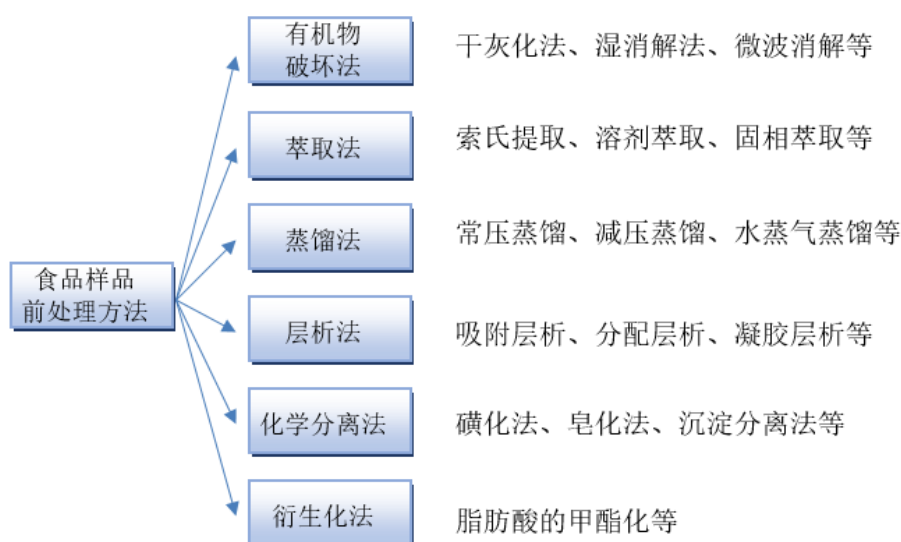 有机物
破坏法
干灰化法、湿消解法、微波消解等
萃取法
索氏提取、溶剂萃取、固相萃取等
蒸馏法
常压蒸馏、减压蒸馏、水蒸气蒸馏等
食品样品
前处理方法
层析法
吸附层析、分配层析、凝胶层析等
化学分离法
磺化法、皂化法、沉淀分离法等
衍生化法
脂肪酸的甲酯化等